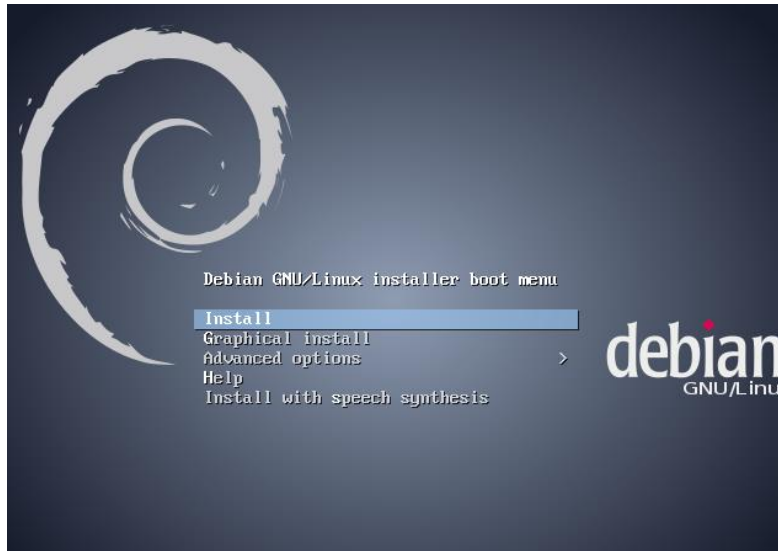 Debian GNU/Linux installer boot menu
Install
Graphical install
Advanced options >
Help
Install with speech synthesis
debian
GNU/Linu